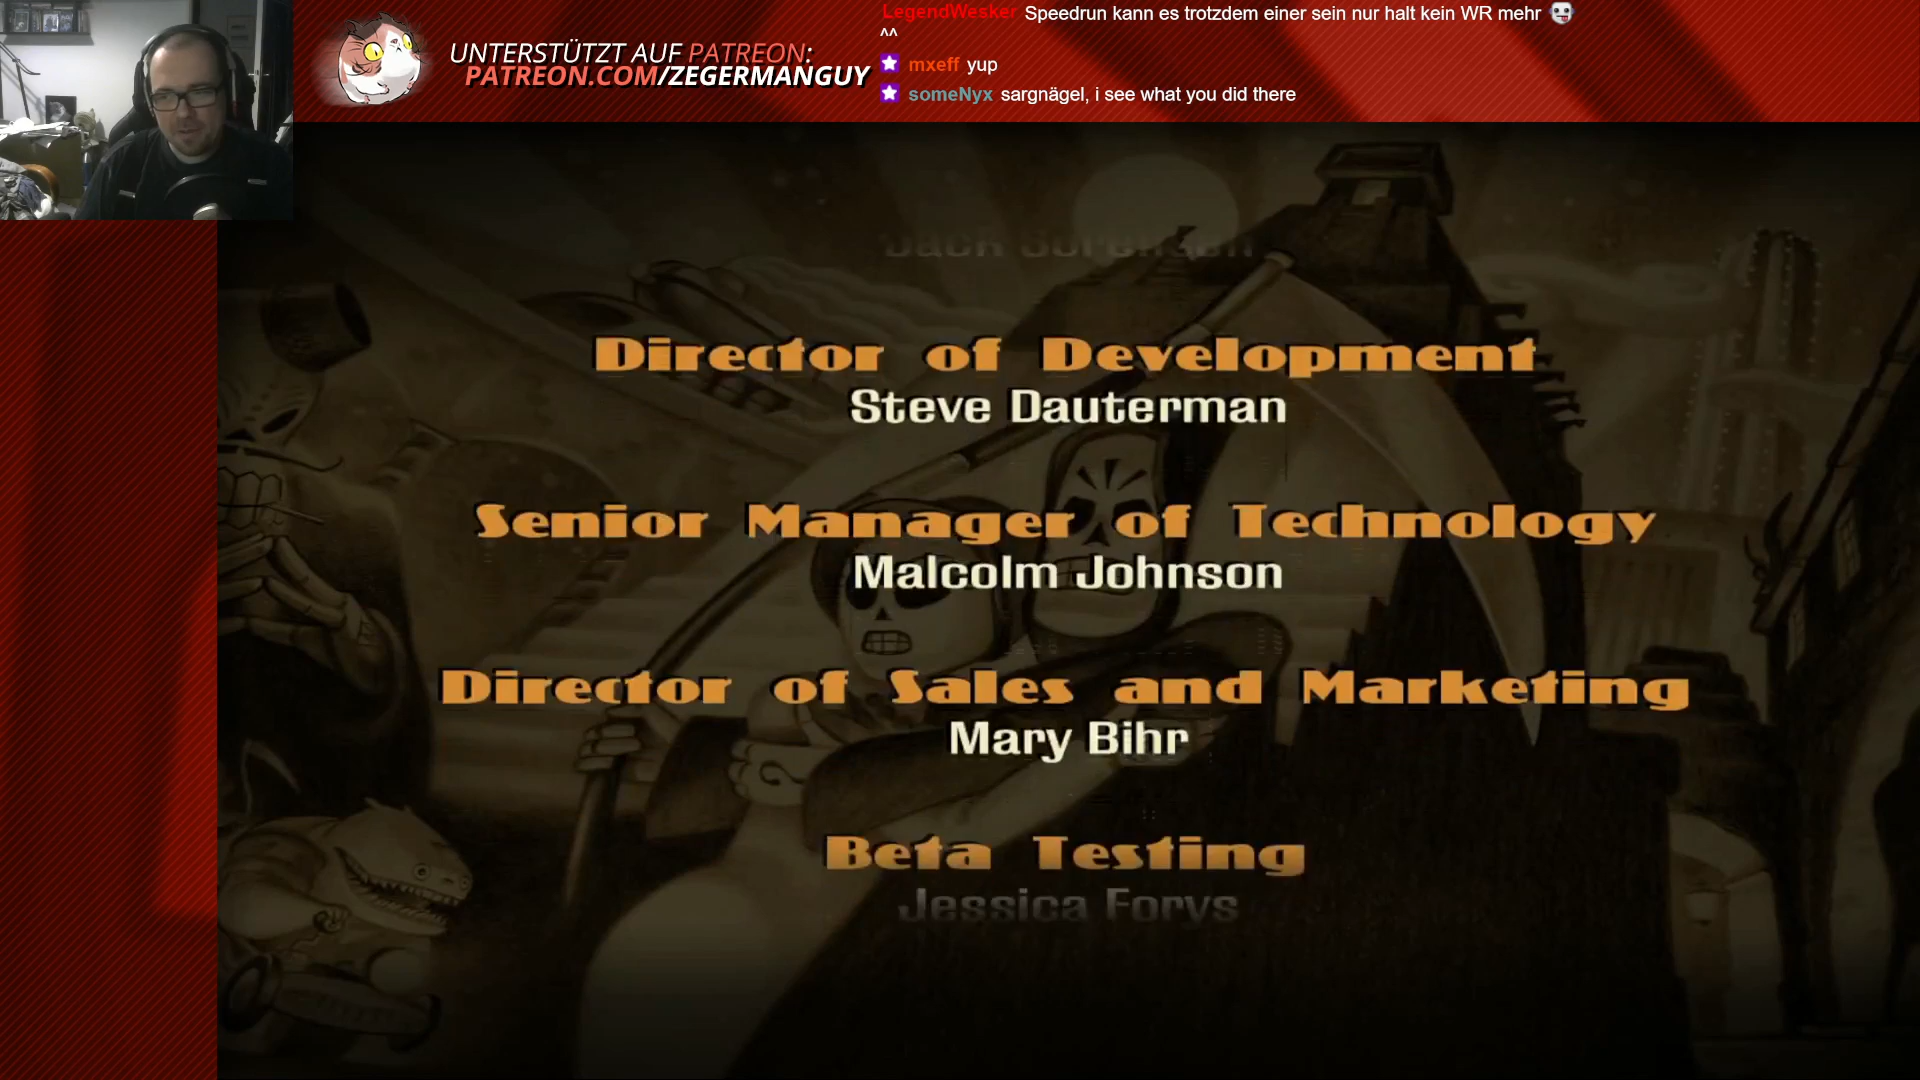 UNTERSTÜTZT AUF PATREON:
PATREON.COM/ZEGERMANGUY
LegendWesker Speedrun kann es trotzdem einer sein nur halt kein WR mehr
^^
mxeff yup
someNyx sargnägel, i see what you did there
Jack Sorensen
Director of Development
Steve Dauterman
Senior Manager of Technology
Malcolm Johnson
Director of Sales and Marketing
Mary Bihr
Beta Testing
Jessica Forys